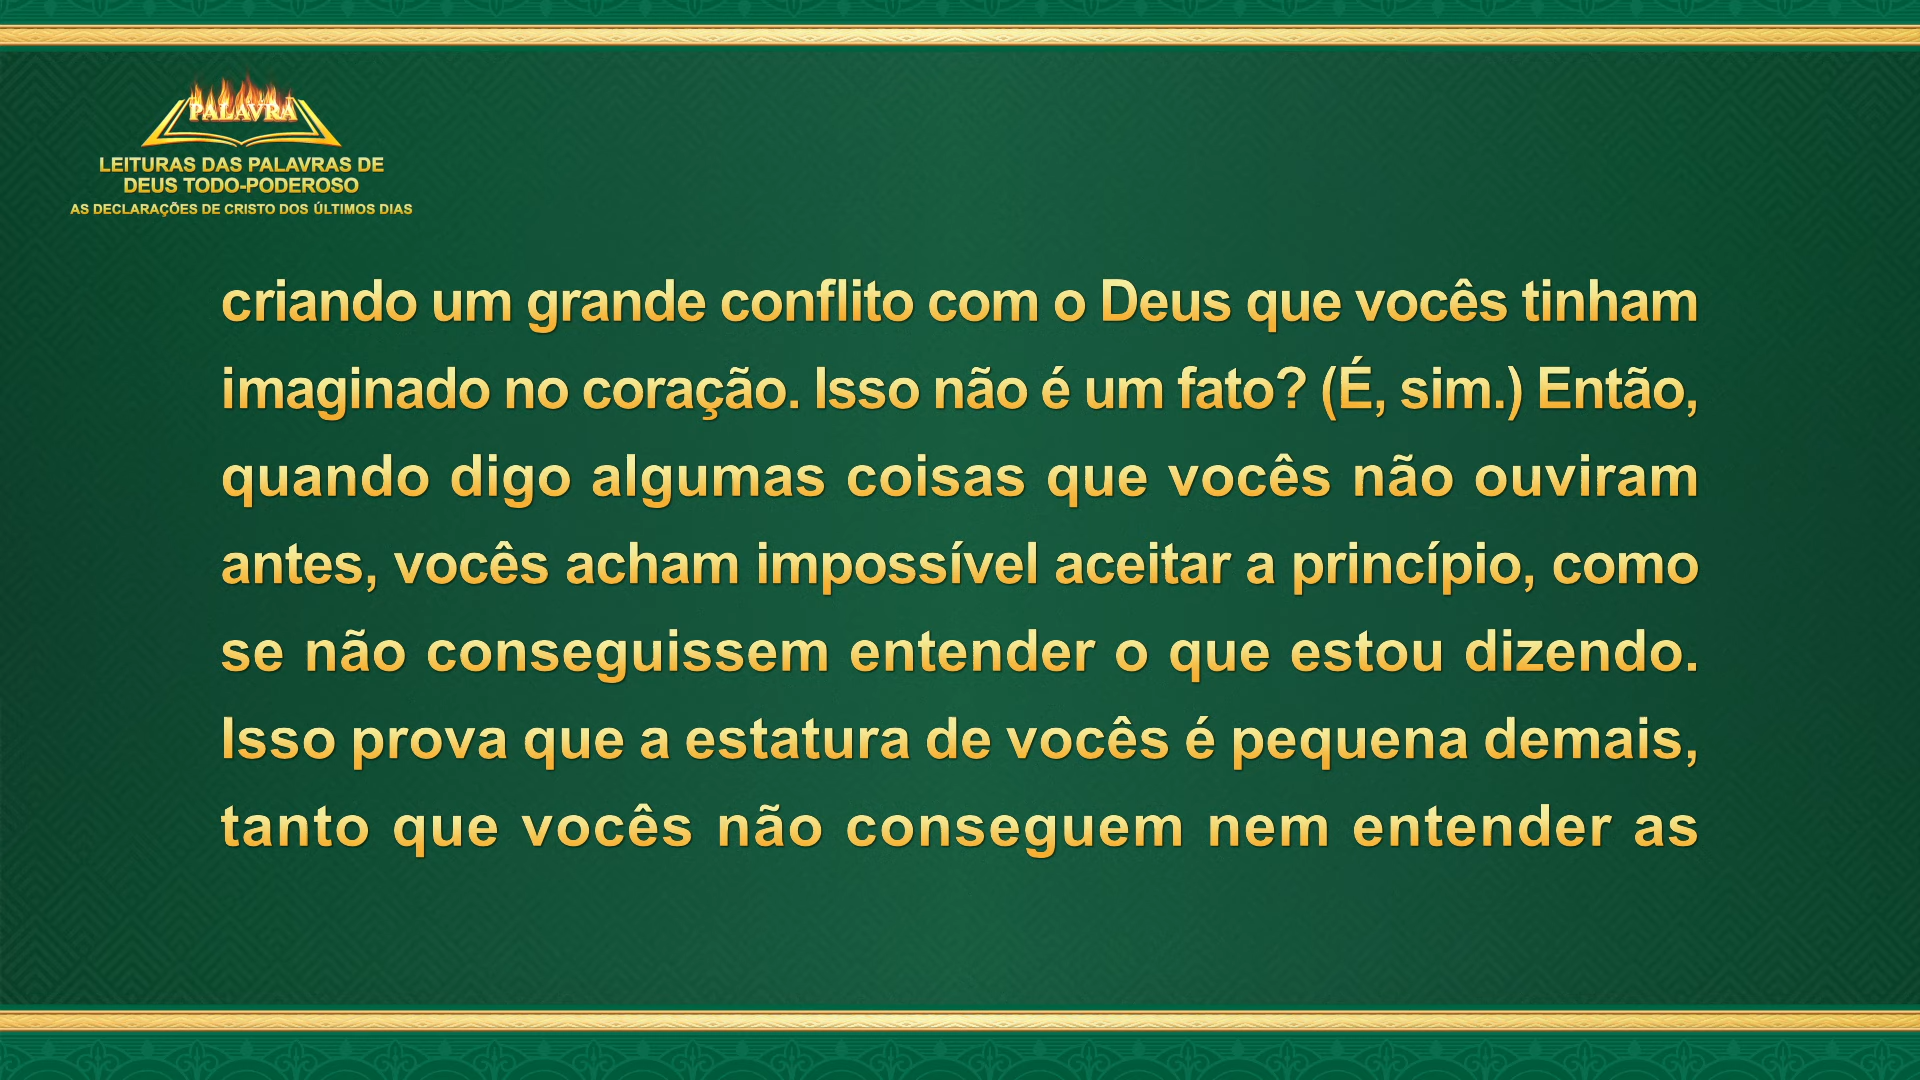 PALAVRA
LEITURAS DAS PALAVRAS DE
DEUS TODO-PODEROSO
AS DECLARAÇÕES DE CRISTO DOS ÚLTIMOS DIAS
criando um grande conflito com o Deus que vocês tinham
imaginado no coração. Isso não é um fato? (É, sim.) Então,
quando digo algumas coisas que vocês não ouviram
antes, vocês acham impossível aceitar a princípio, como
se não conseguissem entender o que estou dizendo.
Isso prova que a estatura de vocês é pequena demais,
tanto que vocês não conseguem nem entender as